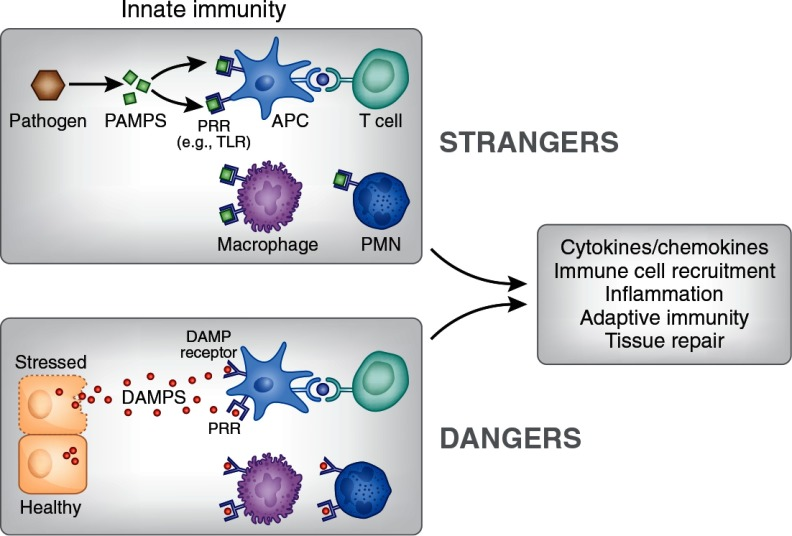 Innate immunity
Pathogen
PAMPS
PRR
(e.g., TLR)
APC
T cell
Macrophage
PMN
STRANGERS
Cytokines/chemokines
Immune cell recruitment
Inflammation
Adaptive immunity
Tissue repair
Stressed
DAMP
receptor
DAMPS
PRR
Healthy
DANGERS